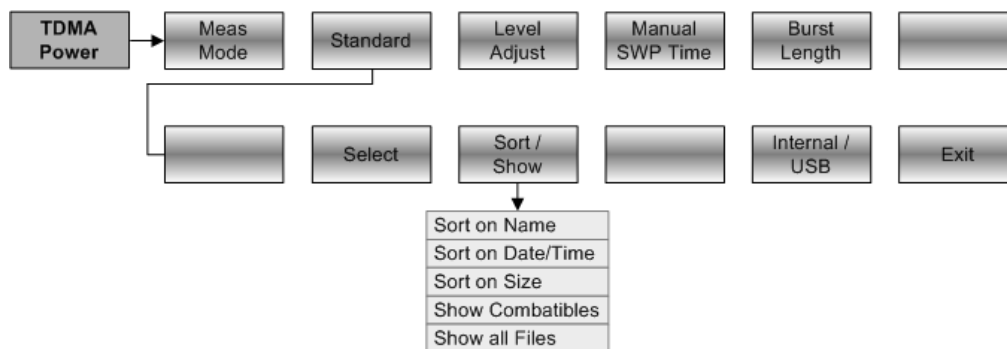 TDMA
Power
Meas
Mode
Standard
Level
Adjust
Manual
SWP Time
Burst
Length
Select
Sort /
Show
Internal /
USB
Exit
Sort on Name
Sort on Date/Time
Sort on Size
Show Combatibles
Show all Files